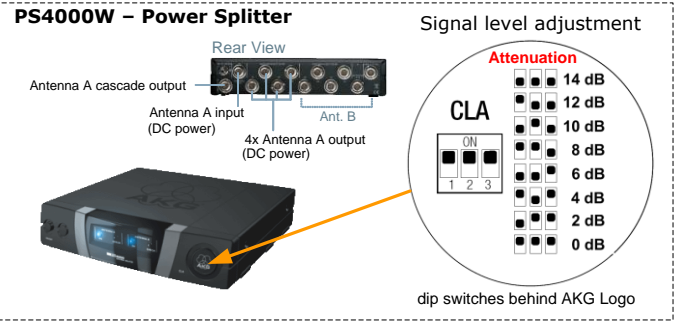 PS4000W – Power Splitter
Rear View
Antenna A cascade output
Antenna A input
(DC power)
4x Antenna A output
(DC power)
Ant. B
AKG
AKG
Signal level adjustment
Attenuation
CLA
ON
1 2 3
14 dB
12 dB
10 dB
8 dB
6 dB
4 dB
2 dB
0 dB
dip switches behind AKG Logo